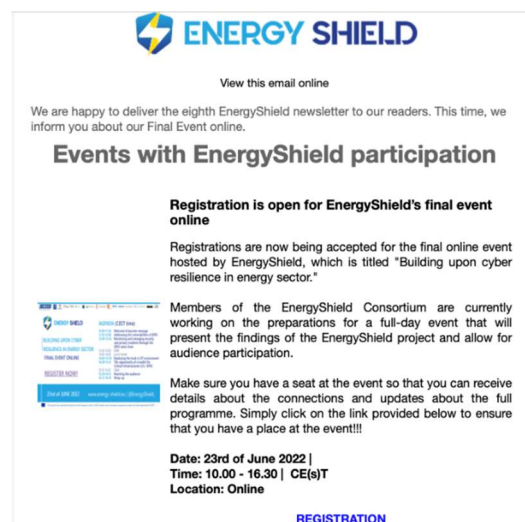 ENERGY SHIELD
View this email online
We are happy to deliver the eighth EnergyShield newsletter to our readers. This time, we
inform you about our Final Event online.
Events with EnergyShield participation
Registration is open for EnergyShield's final event
online
Registrations are now being accepted for the final online event
hosted by EnergyShield, which is titled "Building upon cyber
resilience in energy sector."
ENERGY SHIELD
AGENDA (CEST time)
BUILDING UPON CYBER
RESILIENCE IN ENERGY SECTOR
FINAL EVENT ONLINE
REGISTER NOW!
23rd of JUNE 2022
Members of the EnergyShield Consortium are currently
working on the preparations for a full-day event that will
present the findings of the EnergyShield project and allow for
audience participation.
Make sure you have a seat at the event so that you can receive
details about the connections and updates about the full
programme. Simply click on the link provided below to ensure
that you have a place at the event!!!
Date: 23rd of June 2022 |
Time: 10.00 - 16.30 | CE(s)T
Location: Online
REGISTRATION